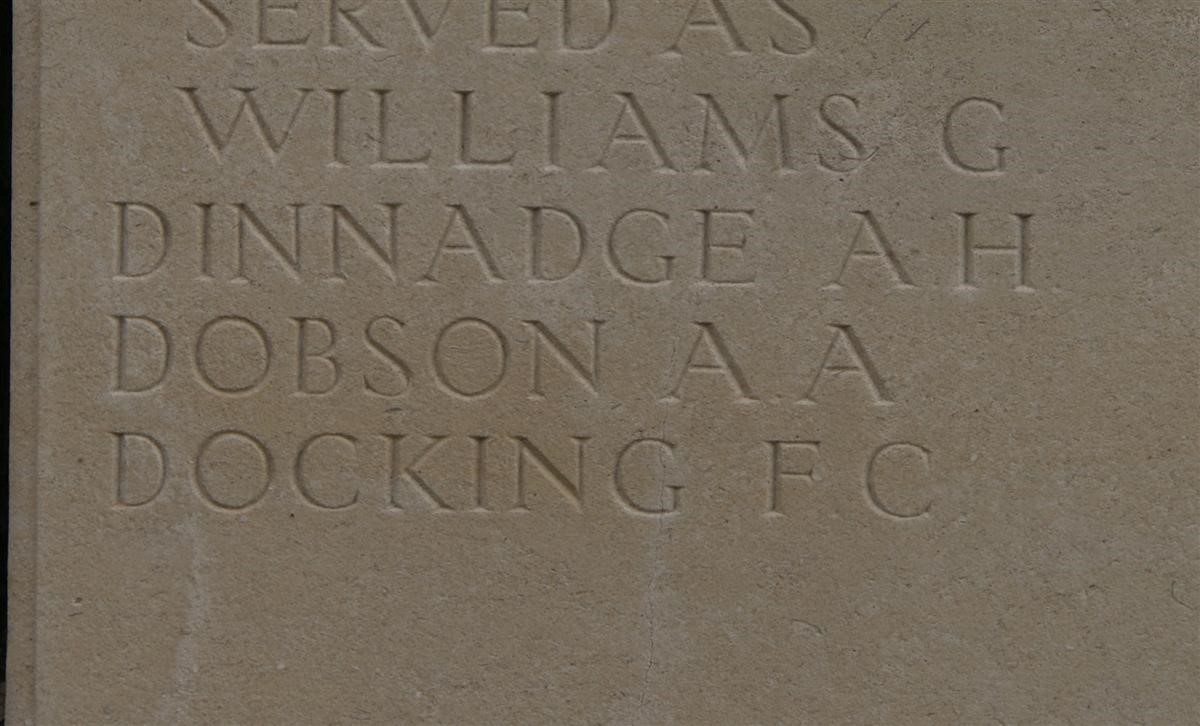 SERVED AS
WILLIAMS G
DINNADGE A.H.
DOBSON A.A
DOCKING F.C